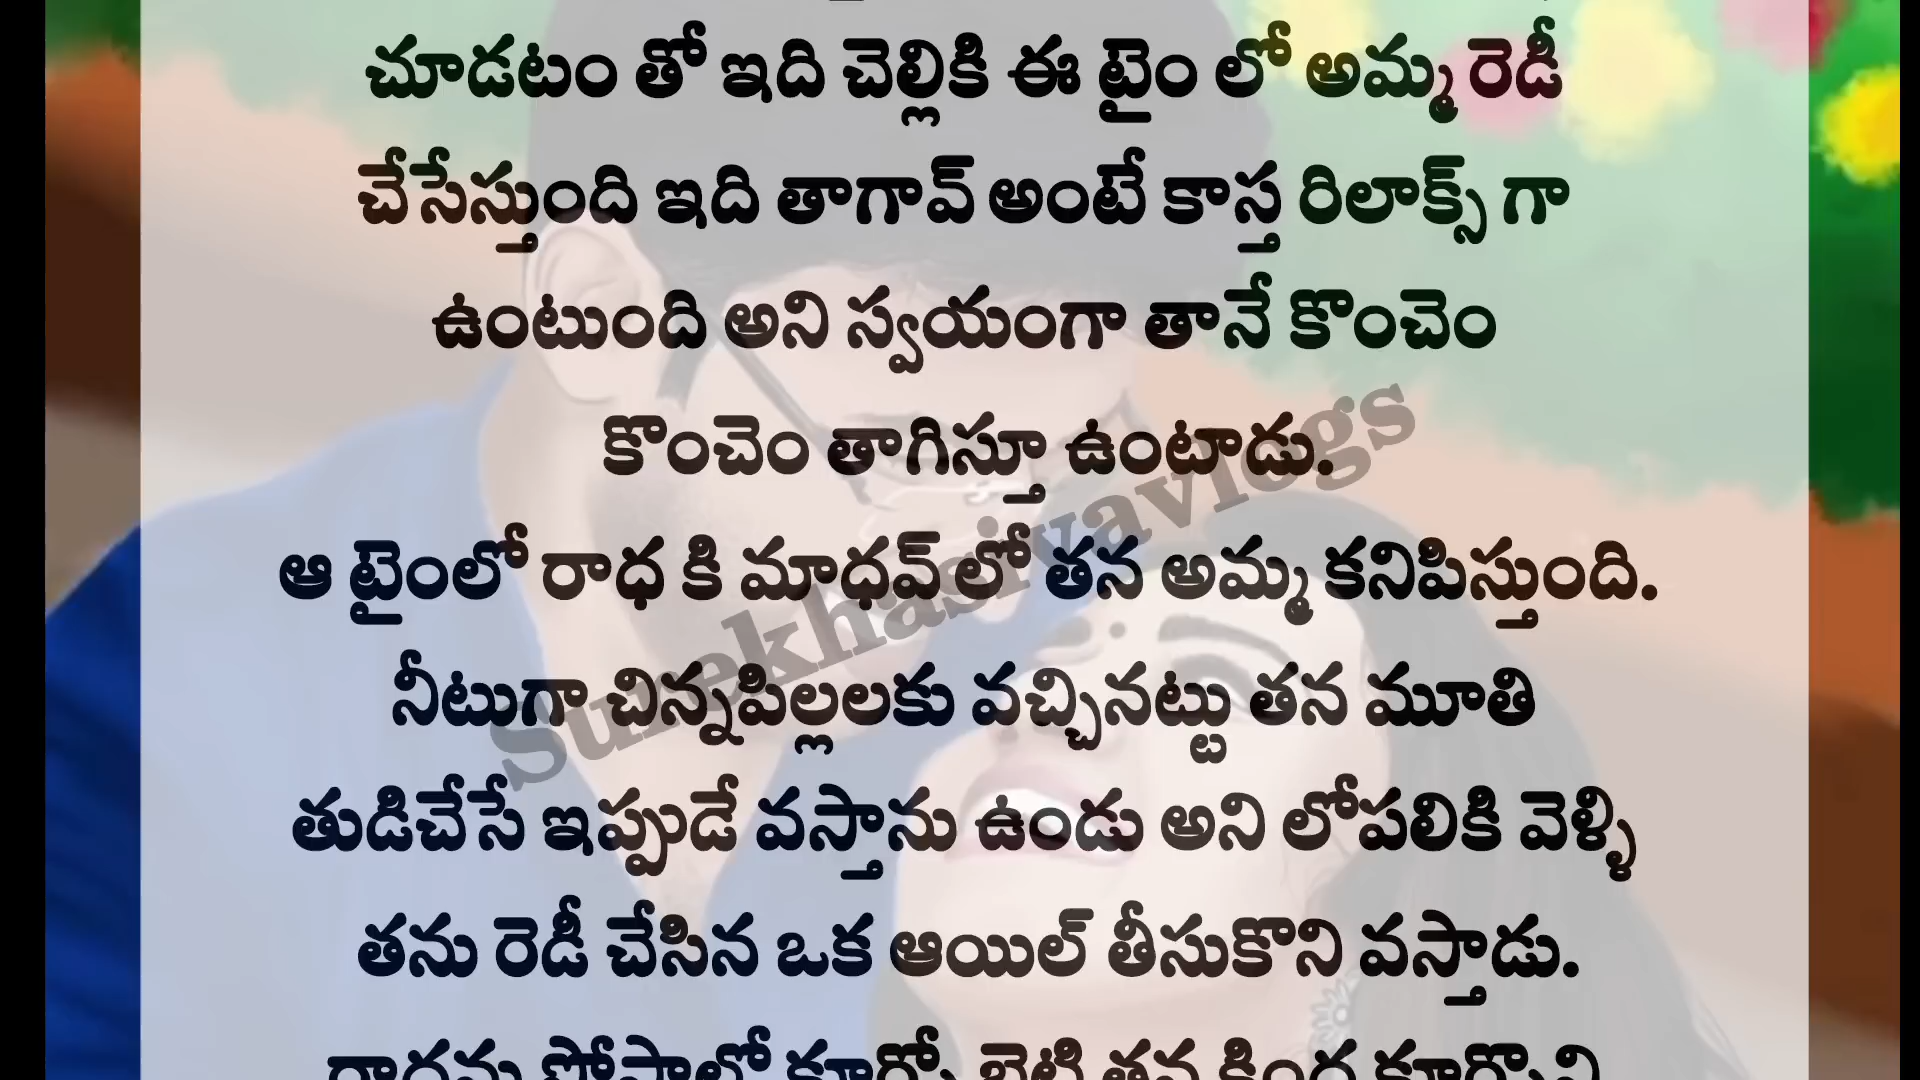 చూడటం తో ఇది చెల్లికి ఈ టైం లో అమ్మ రెడీ
చేసేస్తుంది ఇది తాగావ్ అంటే కాస్త రిలాక్స్ గా
ఉంటుంది అని స్వయంగా తానే కొంచెం
కొంచెం తాగిస్తూ ఉంటాడు.
ఆ టైంలో రాధ కి మాధవ్‌లో తన అమ్మ కనిపిస్తుంది.
నీటుగా చిన్నపిల్లలకు వచ్చినట్టు తన మూతి
తుడిచేసే ఇప్పుడే వస్తాను ఉండు అని లోపలికి వెళ్ళి
తను రెడీ చేసిన ఒక ఆయిల్ తీసుకొని వస్తాడు.
Surekhasivavlogs